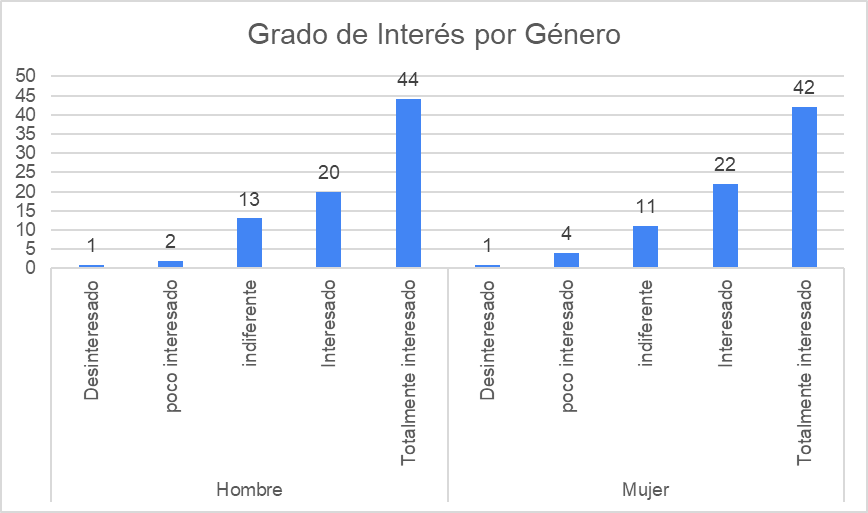 Grado de Interés por Género
50
45
40
35
30
25
20
15
10
5
0
1
2
13
20
44
1
4
11
22
42
Desinteresado
poco interesado
indiferente
Interesado
Totalmente interesado
Desinteresado
poco interesado
indiferente
Interesado
Totalmente interesado
Hombre
Mujer